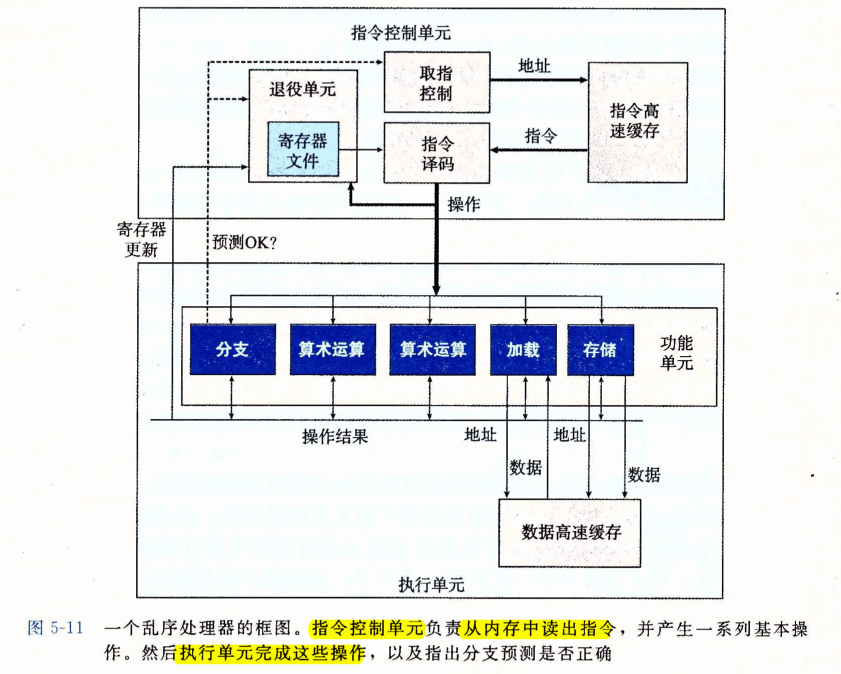 指令控制单元
取指
控制
地址
退役单元
指令高
速缓存
寄存器
文件
指令
译码
指令
操作
寄存器
更新
预测OK?
分支
算术运算
算术运算
加载
存储
功能
单元
操作结果
地址
地址
数据
数据
数据高速缓存
执行单元
图 5-11 一个乱序处理器的框图。指令控制单元负责从内存中读出指令，并产生一系列基本操
作。然后执行单元完成这些操作，以及指出分支预测是否正确